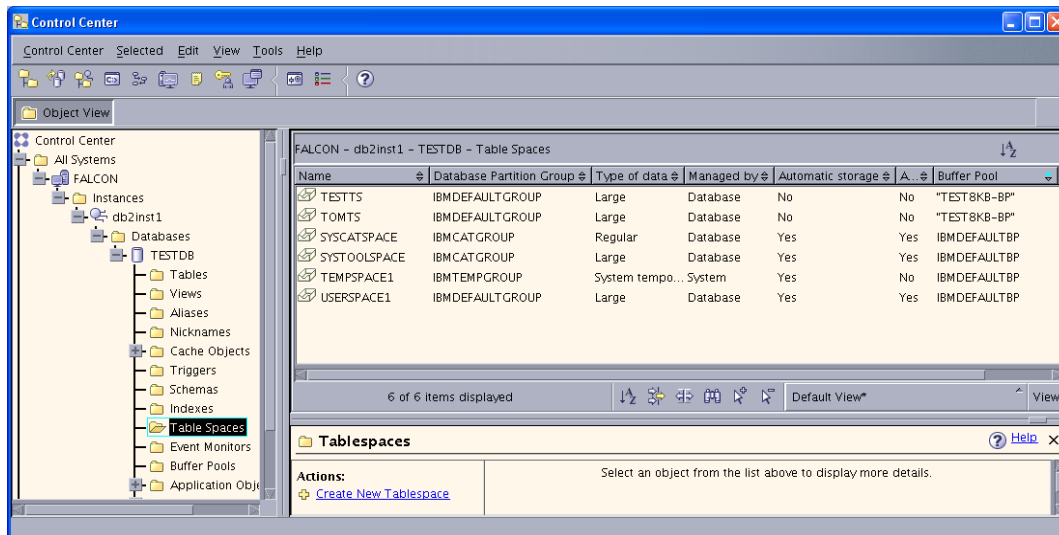 Control Center
Control Center Selected Edit View Tools Help
Object View
Control Center
All Systems
FALCON
Instances
db2inst1
Databases
TESTDB
Tables
Views
Aliases
Nicknames
Cache Objects
Triggers
Schemas
Indexes
Table Spaces
Event Monitors
Buffer Pools
Application Obje
FALCON - db2inst1 - TESTDB - Table Spaces
Name Database Partition Group Type of data Managed by Automatic storage A... Buffer Pool
TESTTS IBMDEFAULTGROUP Large Database No No "TEST8KB-BP"
TOMTS IBMDEFAULTGROUP Large Database No No "TEST8KB-BP"
SYSCATSPACE IBMCATGROUP Regular Database Yes Yes IBMDEFAULTBP
SYSTOOLSPACE IBMCATGROUP Large Database Yes Yes IBMDEFAULTBP
TEMPSPACE1 IBMTEMPGROUP System tempo... System Yes No IBMDEFAULTBP
USERSPACE1 IBMDEFAULTGROUP Large Database Yes Yes IBMDEFAULTBP
6 of 6 items displayed Default View* View
Tablespaces Help
Actions:
Create New Tablespace
Select an object from the list above to display more details.